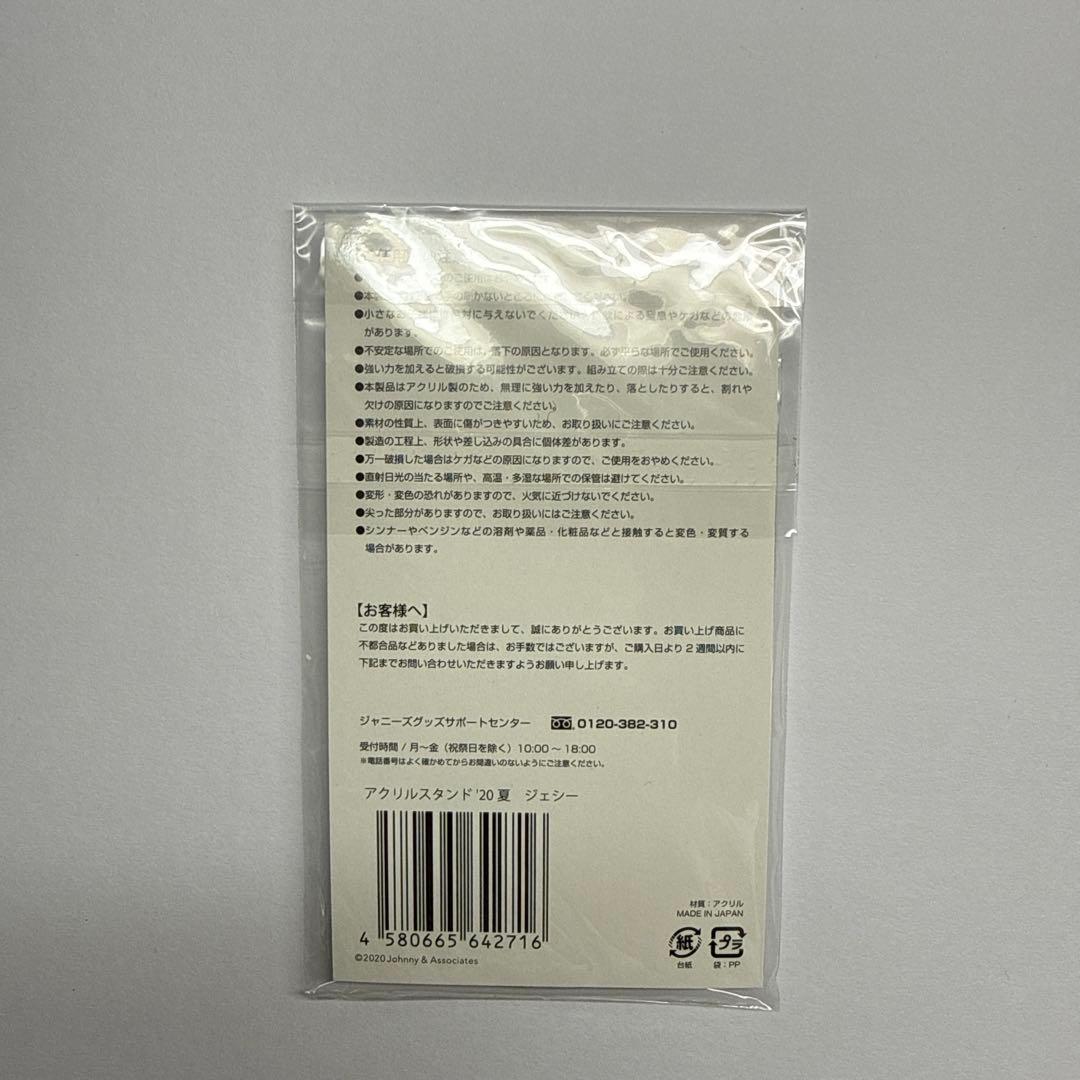 ●小さな
があります。
●不安定な場所でのご使用は、落下の原因となります。必ず平らな場所でご使用ください。
●強い力を加えると破損する可能性がございます。組み立ての際は十分ご注意ください。
●本製品はアクリル製のため、無理に強い力を加えたり、落としたりすると、割れや
欠けの原因になりますのでご注意ください。
●素材の性質上、表面に傷がつきやすいため、お取り扱いにご注意ください。
●製造の工程上、形状や差し込みの具合に個体差があります。
●万一破損した場合はケガなどの原因になりますので、ご使用をおやめください。
●直射日光の当たる場所や、高温・多湿な場所での保管は避けてください。
●変形・変色の恐れがありますので、火気に近づけないでください。
●尖った部分がありますので、お取り扱いにはご注意ください。
●シンナーやベンジンなどの溶剤や薬品・化粧品などと接触すると変色・変質する
場合があります。
【お客様へ】
この度はお買い上げいただきまして、誠にありがとうございます。お買い上げ商品に
不都合品などありました場合は、お手数ではございますが、ご購入日より2週間以内に
下記までお問い合わせいただきますようお願い申し上げます。
ジャニーズグッズサポートセンター 0120-382-310
受付時間 / 月～金（祝祭日を除く）10:00～18:00
※電話番号はよく確かめてからお間違いのないようにご注意ください。
アクリルスタンド'20夏 ジェシー
4 580665 642716
©2020 Johnny & Associates
材質：アクリル
MADE IN JAPAN
紙 プラ
台紙 袋：PP